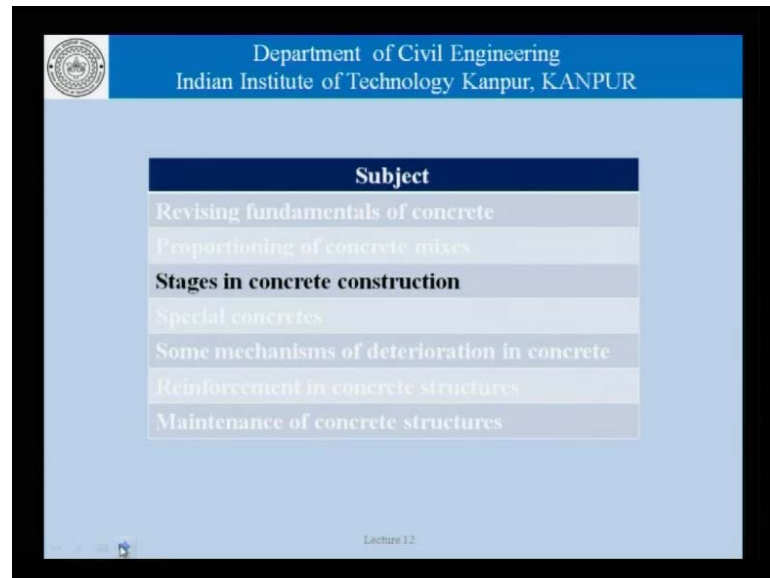 Department of Civil Engineering
Indian Institute of Technology Kanpur, KANPUR
Subject
Revising fundamentals of concrete
Proportioning of concrete mixes
Stages in concrete construction
Special concretes
Some mechanisms of deterioration in concrete
Reinforcement in concrete structures
Maintenance of concrete structures
Lecture 12